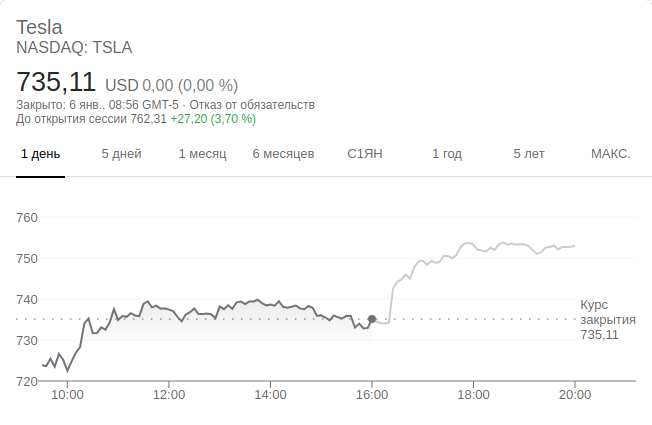 Tesla
NASDAQ: TSLA
735,11 USD 0,00 (0,00 %)
Закрыто: 6 янв., 08:56 GMT-5 · Отказ от обязательств
До открытия сессии 762,31 +27,20 (3,70 %)
1 день 5 дней 1 месяц 6 месяцев С1ЯН 1 год 5 лет МАКС.
760
750
740
Курс
закрытия
735,11
730
720
10:00 12:00 14:00 16:00 18:00 20:00